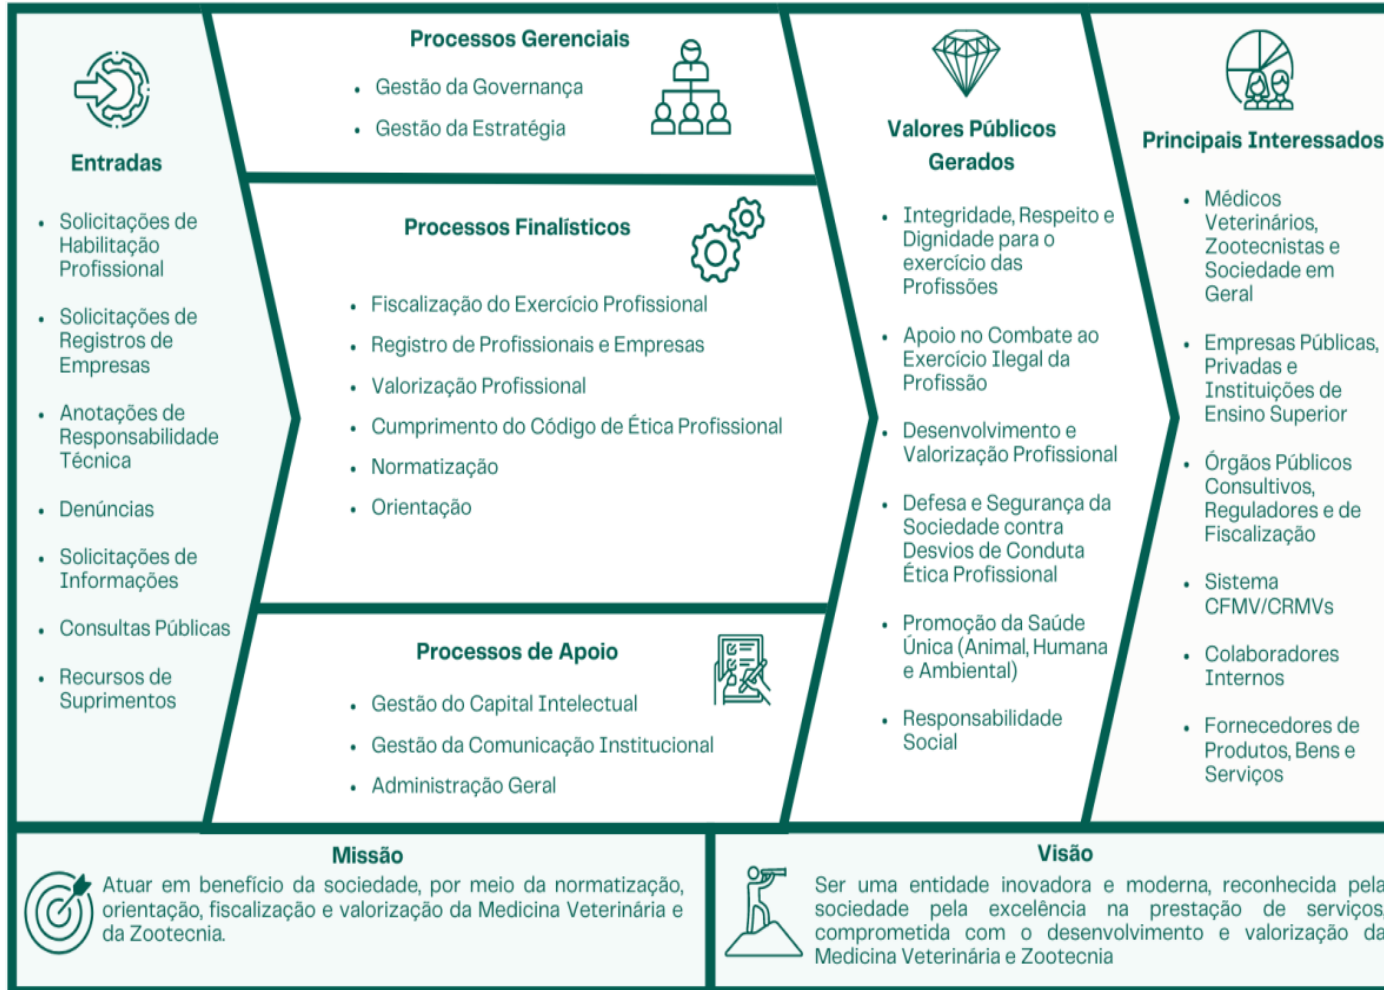 Entradas
• Solicitações de
Habilitação
Profissional
• Solicitações de
Registros de
Empresas
• Anotações de
Responsabilidade
Técnica
• Denúncias
• Solicitações de
Informações
• Consultas Públicas
• Recursos de
Suprimentos
Processos Gerenciais
• Gestão da Governança
• Gestão da Estratégia
Processos Finalísticos
• Fiscalização do Exercício Profissional
• Registro de Profissionais e Empresas
• Valorização Profissional
• Cumprimento do Código de Ética Profissional
• Normatização
• Orientação
Processos de Apoio
• Gestão do Capital Intelectual
• Gestão da Comunicação Institucional
• Administração Geral
Valores Públicos
Gerados
• Integridade, Respeito e
Dignidade para o
exercício das
Profissões
• Apoio no Combate ao
Exercício Ilegal da
Profissão
• Desenvolvimento e
Valorização Profissional
• Defesa e Segurança da
Sociedade contra
Desvios de Conduta
Ética Profissional
• Promoção da Saúde
Única (Animal, Humana
e Ambiental)
• Responsabilidade
Social
Principais Interessados
• Médicos
Veterinários,
Zootecnistas e
Sociedade em
Geral
• Empresas Públicas,
Privadas e
Instituições de
Ensino Superior
• Órgãos Públicos
Consultivos,
Reguladores e de
Fiscalização
• Sistema
CFMV/CRMVs
• Colaboradores
Internos
• Fornecedores de
Produtos, Bens e
Serviços
Missão
Atuar em benefício da sociedade, por meio da normatização,
orientação, fiscalização e valorização da Medicina Veterinária e
da Zootecnia.
Visão
Ser uma entidade inovadora e moderna, reconhecida pela
sociedade pela excelência na prestação de serviços,
comprometida com o desenvolvimento e valorização da
Medicina Veterinária e Zootecnia